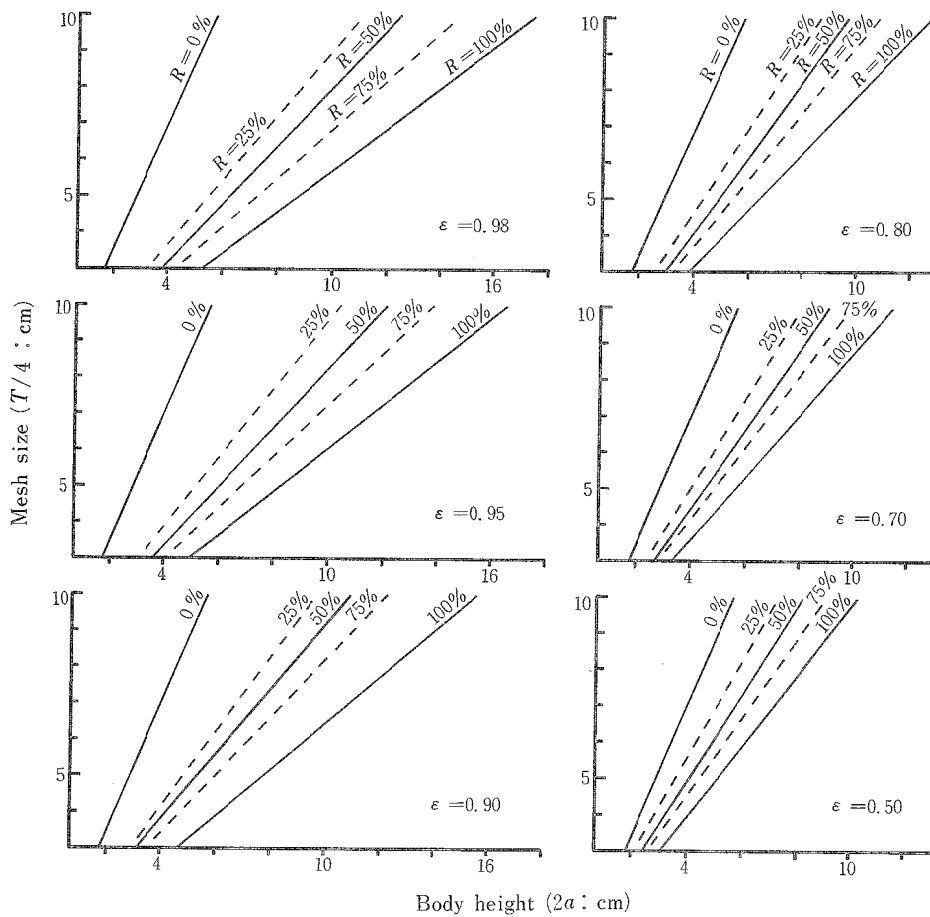 10
R=0%
R=25%
R=50%
R=75%
R=100%
5
ε=0.98
4
10
16
10
R=0%
R=25%
R=50%
R=75%
R=100%
5
ε=0.80
4
10
Mesh size (T/4 : cm)
10
0%
25%
50%
75%
100%
5
ε=0.95
4
10
16
10
0%
25%
50%
75%
100%
5
ε=0.70
4
10
10
0%
25%
50%
75%
100%
5
ε=0.90
4
10
16
10
0%
25%
50%
75%
100%
5
ε=0.50
4
10
Body height (2a : cm)